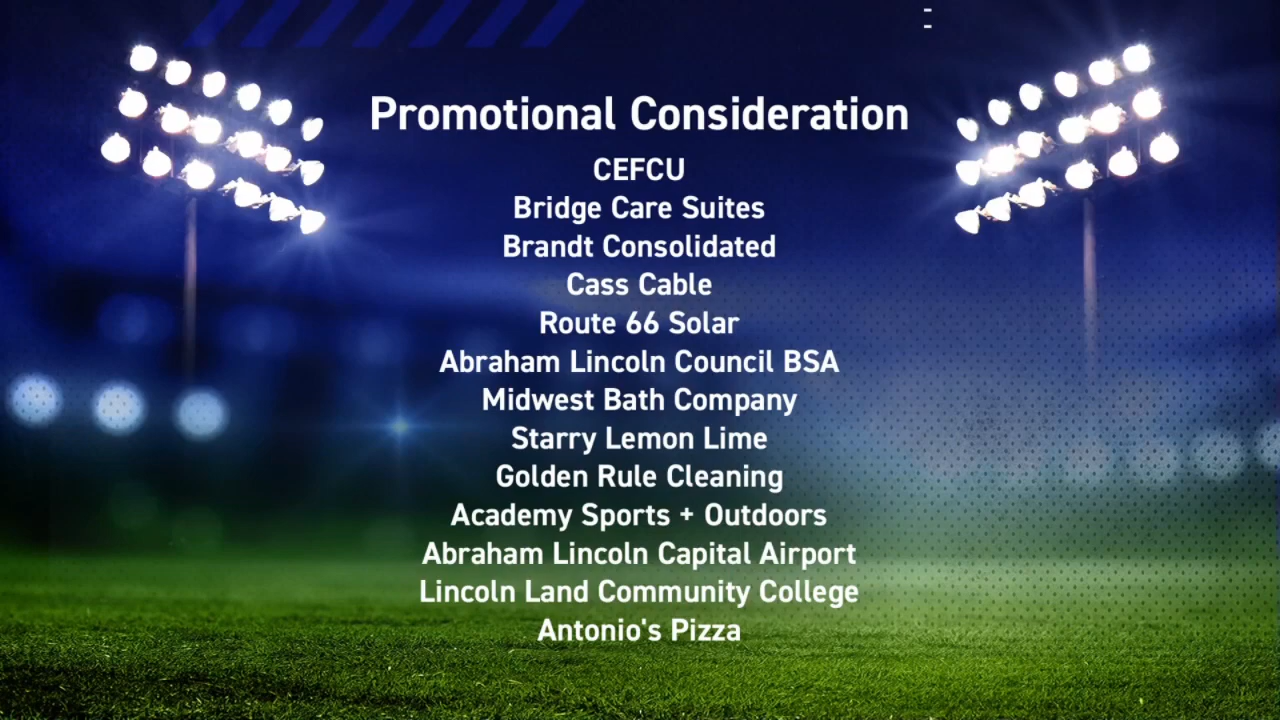 Promotional Consideration
CEFCU
Bridge Care Suites
Brandt Consolidated
Cass Cable
Route 66 Solar
Abraham Lincoln Council BSA
Midwest Bath Company
Starry Lemon Lime
Golden Rule Cleaning
Academy Sports + Outdoors
Abraham Lincoln Capital Airport
Lincoln Land Community College
Antonio's Pizza